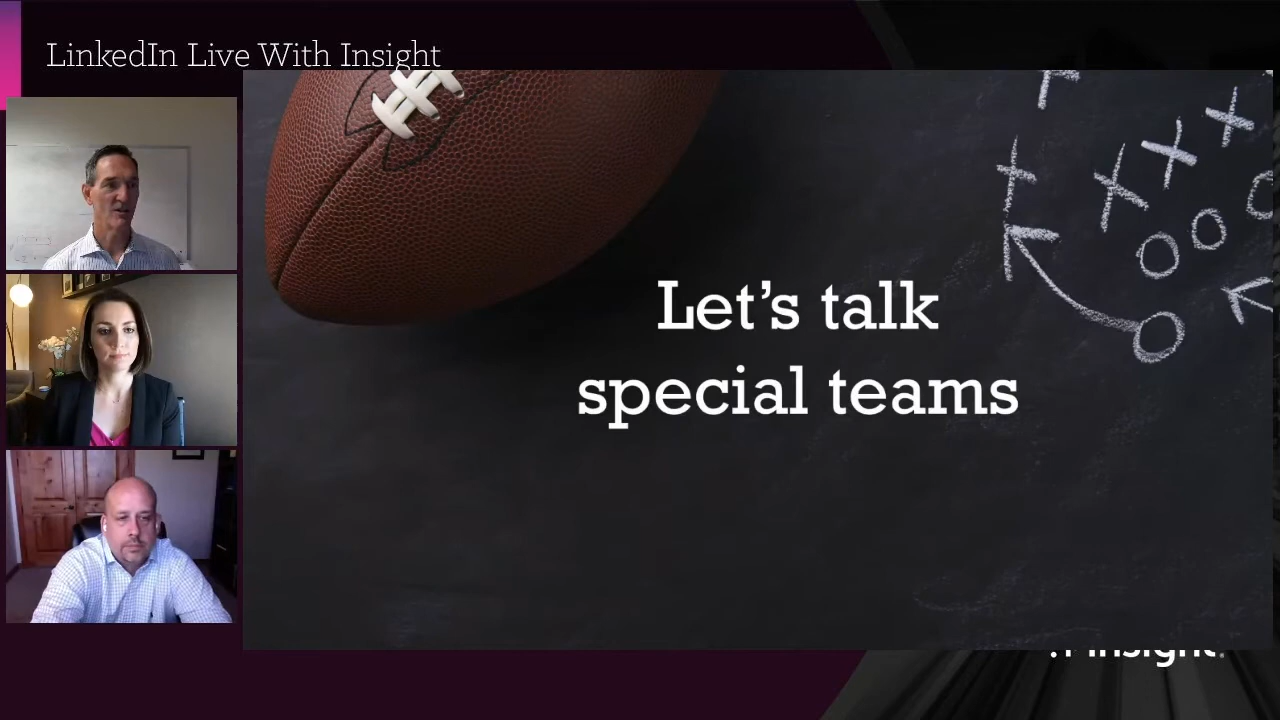 LinkedIn Live With Insight
Let’s talk
special teams
Insight